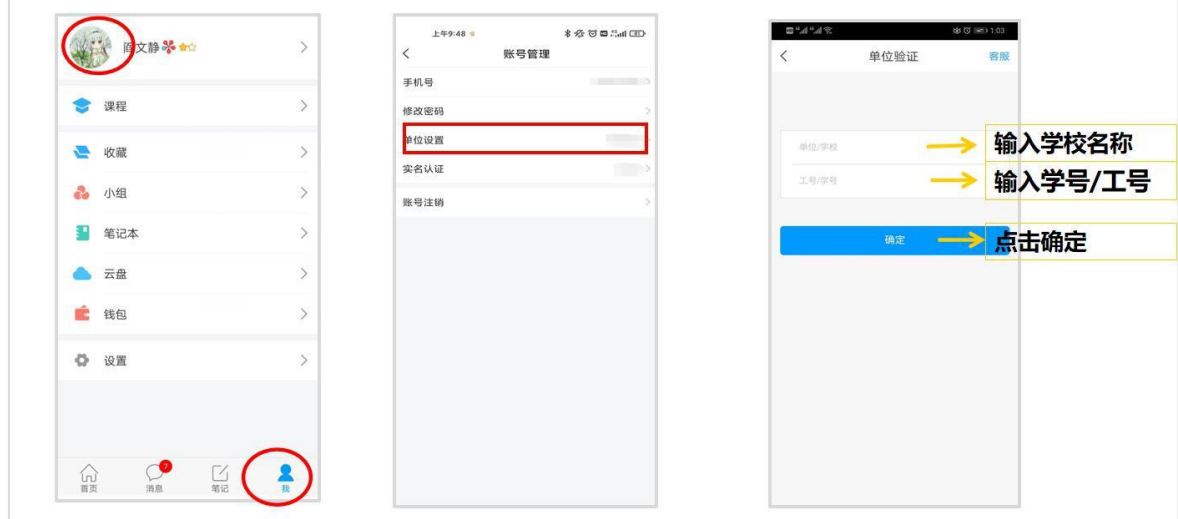 阎文静
课程
收藏
小组
笔记本
云盘
钱包
设置
7
首页
消息
笔记
我
上午9:48
账号管理
手机号
修改密码
单位设置
实名认证
账号注销
1:03
单位验证
客服
单位/学校
输入学校名称
工号/学号
输入学号/工号
确定
点击确定